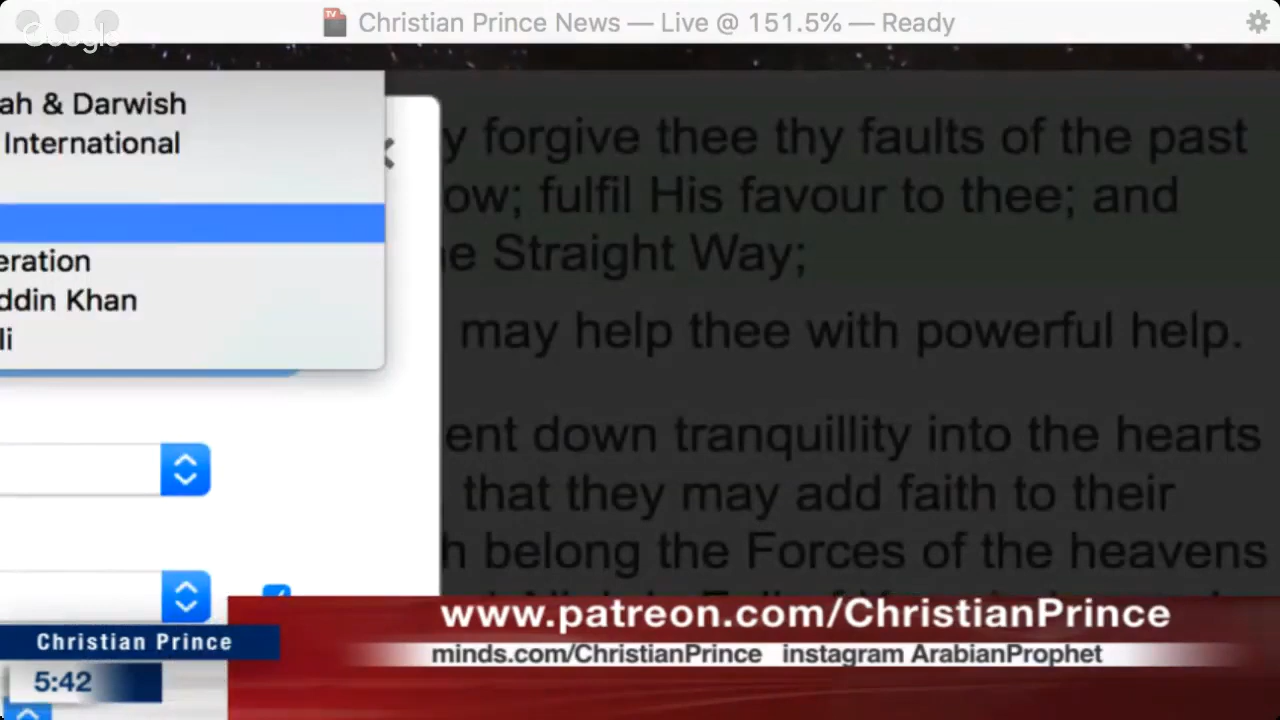 Christian Prince News — Live @ 151.5% — Ready
Google
ah & Darwish
International
eration
ddin Khan
li
y forgive thee thy faults of the past
ow; fulfil His favour to thee; and
e Straight Way;
may help thee with powerful help.
ent down tranquillity into the hearts
that they may add faith to their
h belong the Forces of the heavens
www.patreon.com/ChristianPrince
minds.com/ChristianPrince instagram ArabianProphet
Christian Prince
5:42